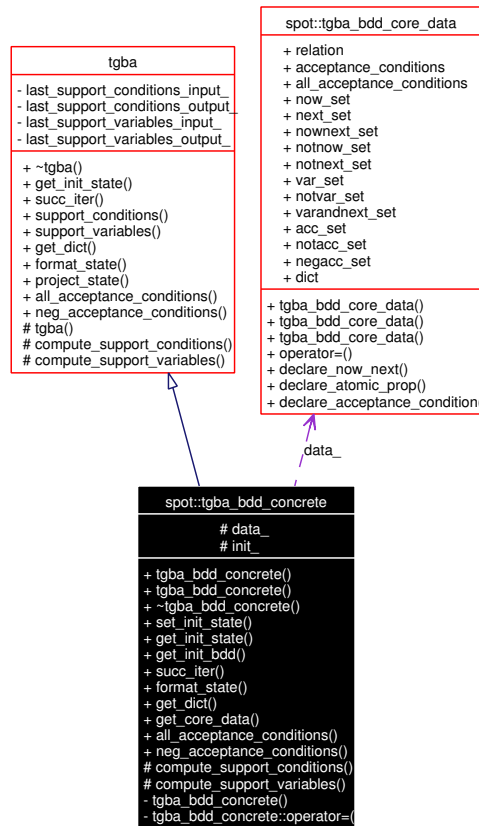 tgba
- last_support_conditions_input_
- last_support_conditions_output_
- last_support_variables_input_
- last_support_variables_output_
+ ~tgba()
+ get_init_state()
+ succ_iter()
+ support_conditions()
+ support_variables()
+ get_dict()
+ format_state()
+ project_state()
+ all_acceptance_conditions()
+ neg_acceptance_conditions()
# tgba()
# compute_support_conditions()
# compute_support_variables()
spot::tgba_bdd_core_data
+ relation
+ acceptance_conditions
+ all_acceptance_conditions
+ now_set
+ next_set
+ nownext_set
+ notnow_set
+ notnext_set
+ var_set
+ notvar_set
+ varandnext_set
+ acc_set
+ notacc_set
+ negacc_set
+ dict
+ tgba_bdd_core_data()
+ tgba_bdd_core_data()
+ tgba_bdd_core_data()
+ operator=()
+ declare_now_next()
+ declare_atomic_prop()
+ declare_acceptance_condition(
data_
spot::tgba_bdd_concrete
# data_
# init_
+ tgba_bdd_concrete()
+ tgba_bdd_concrete()
+ ~tgba_bdd_concrete()
+ set_init_state()
+ get_init_state()
+ get_init_bdd()
+ succ_iter()
+ format_state()
+ get_dict()
+ get_core_data()
+ all_acceptance_conditions()
+ neg_acceptance_conditions()
# compute_support_conditions()
# compute_support_variables()
- tgba_bdd_concrete()
- tgba_bdd_concrete::operator=(